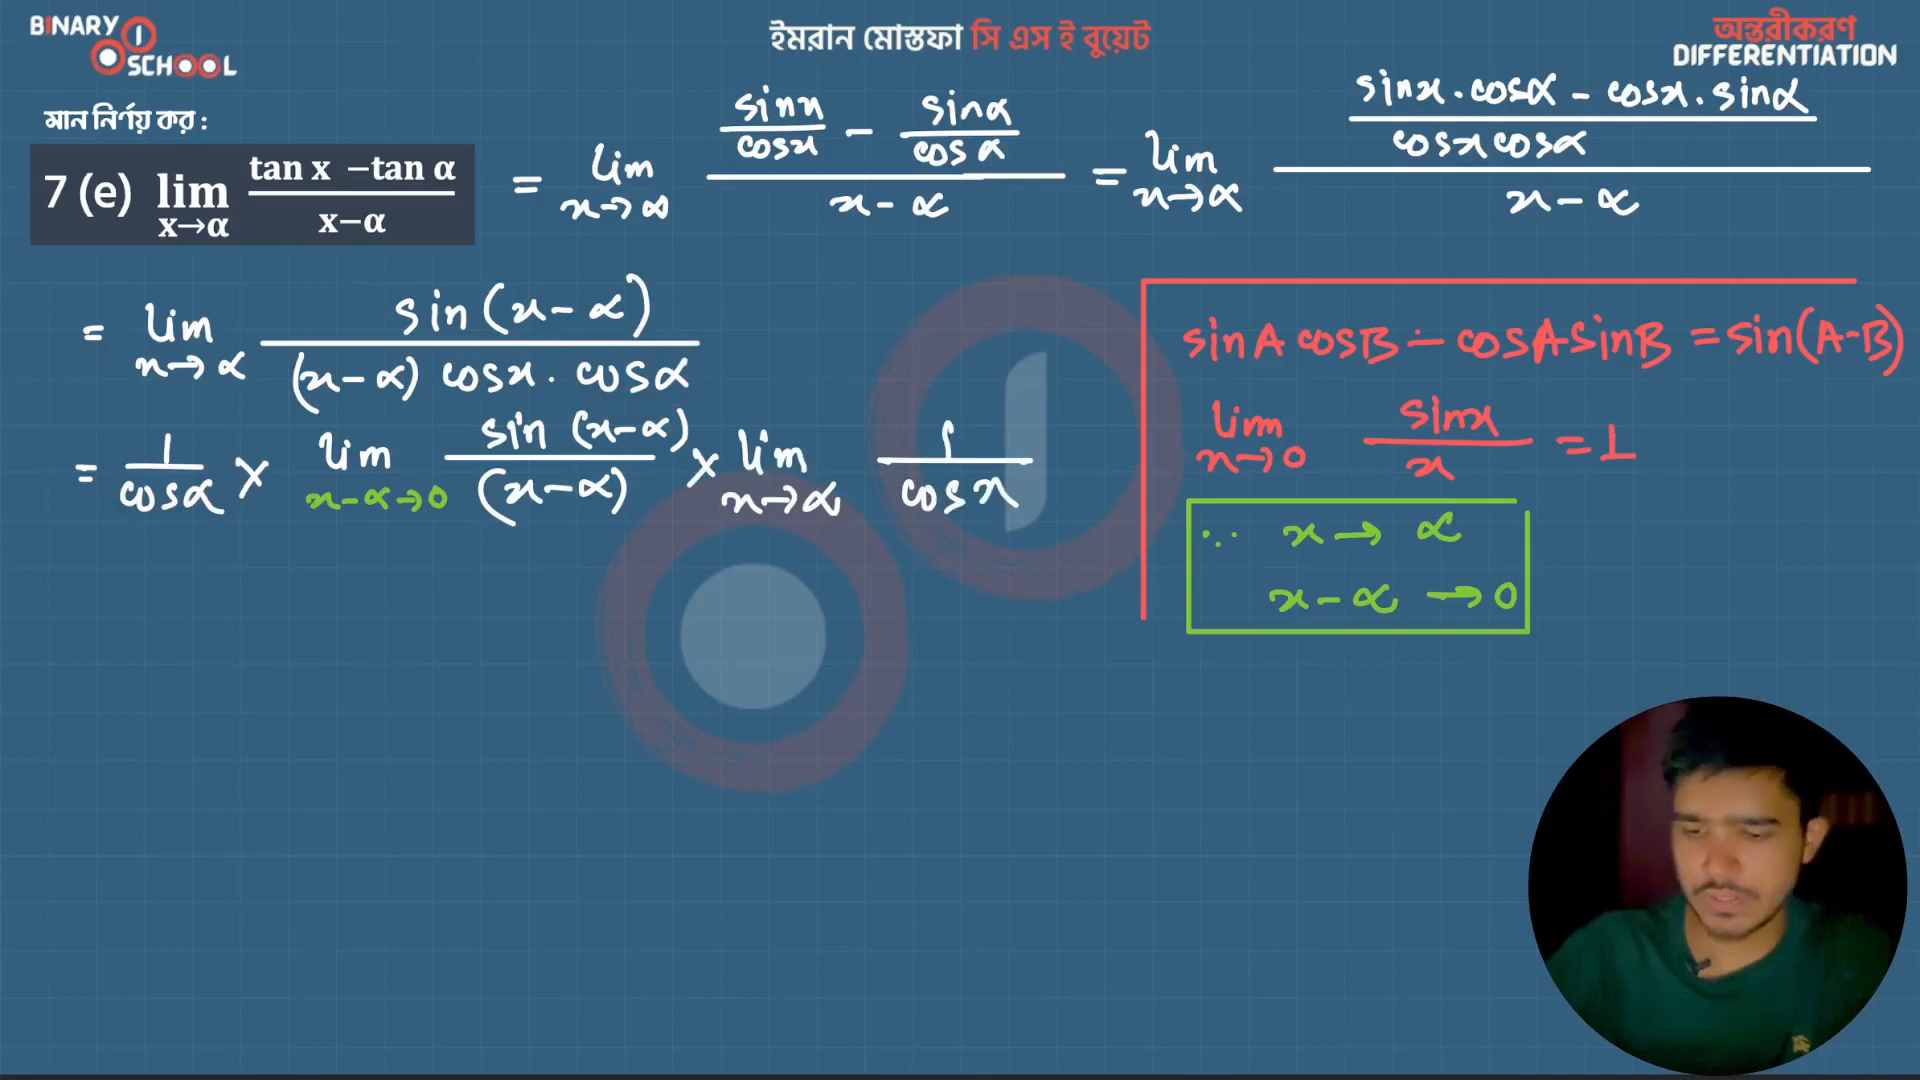 BINARY SCHOOL
ইমরান মোস্তফা সি এস ই বুয়েট
অন্তরীকরণ
DIFFERENTIATION
মান নির্ণয় কর :
7 (e) lim x→α (tan x −tan α)/(x−α)
= lim x→α (sinx/cosx − sinα/cosα)/(x−α) = lim x→α ((sinx.cosα − cosx.sinα)/(cosxcosα))/(x−α)
= lim x→α sin(x−α)/((x−α) cosx. cosα)
= 1/cosα × lim x−α→0 sin(x−α)/(x−α) × lim x→α 1/cosx
sinA cosB − cosA sinB = sin(A-B)
lim x→0 sinx/x = 1
∵ x → α
x − α → 0